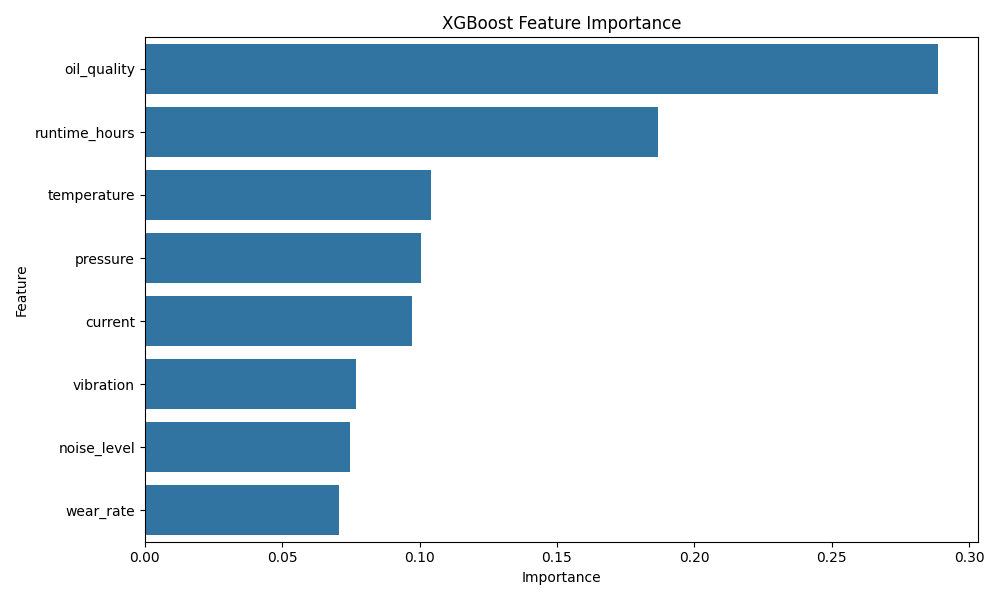 XGBoost Feature Importance
Feature
oil_quality
runtime_hours
temperature
pressure
current
vibration
noise_level
wear_rate
0.00 0.05 0.10 0.15 0.20 0.25 0.30
Importance